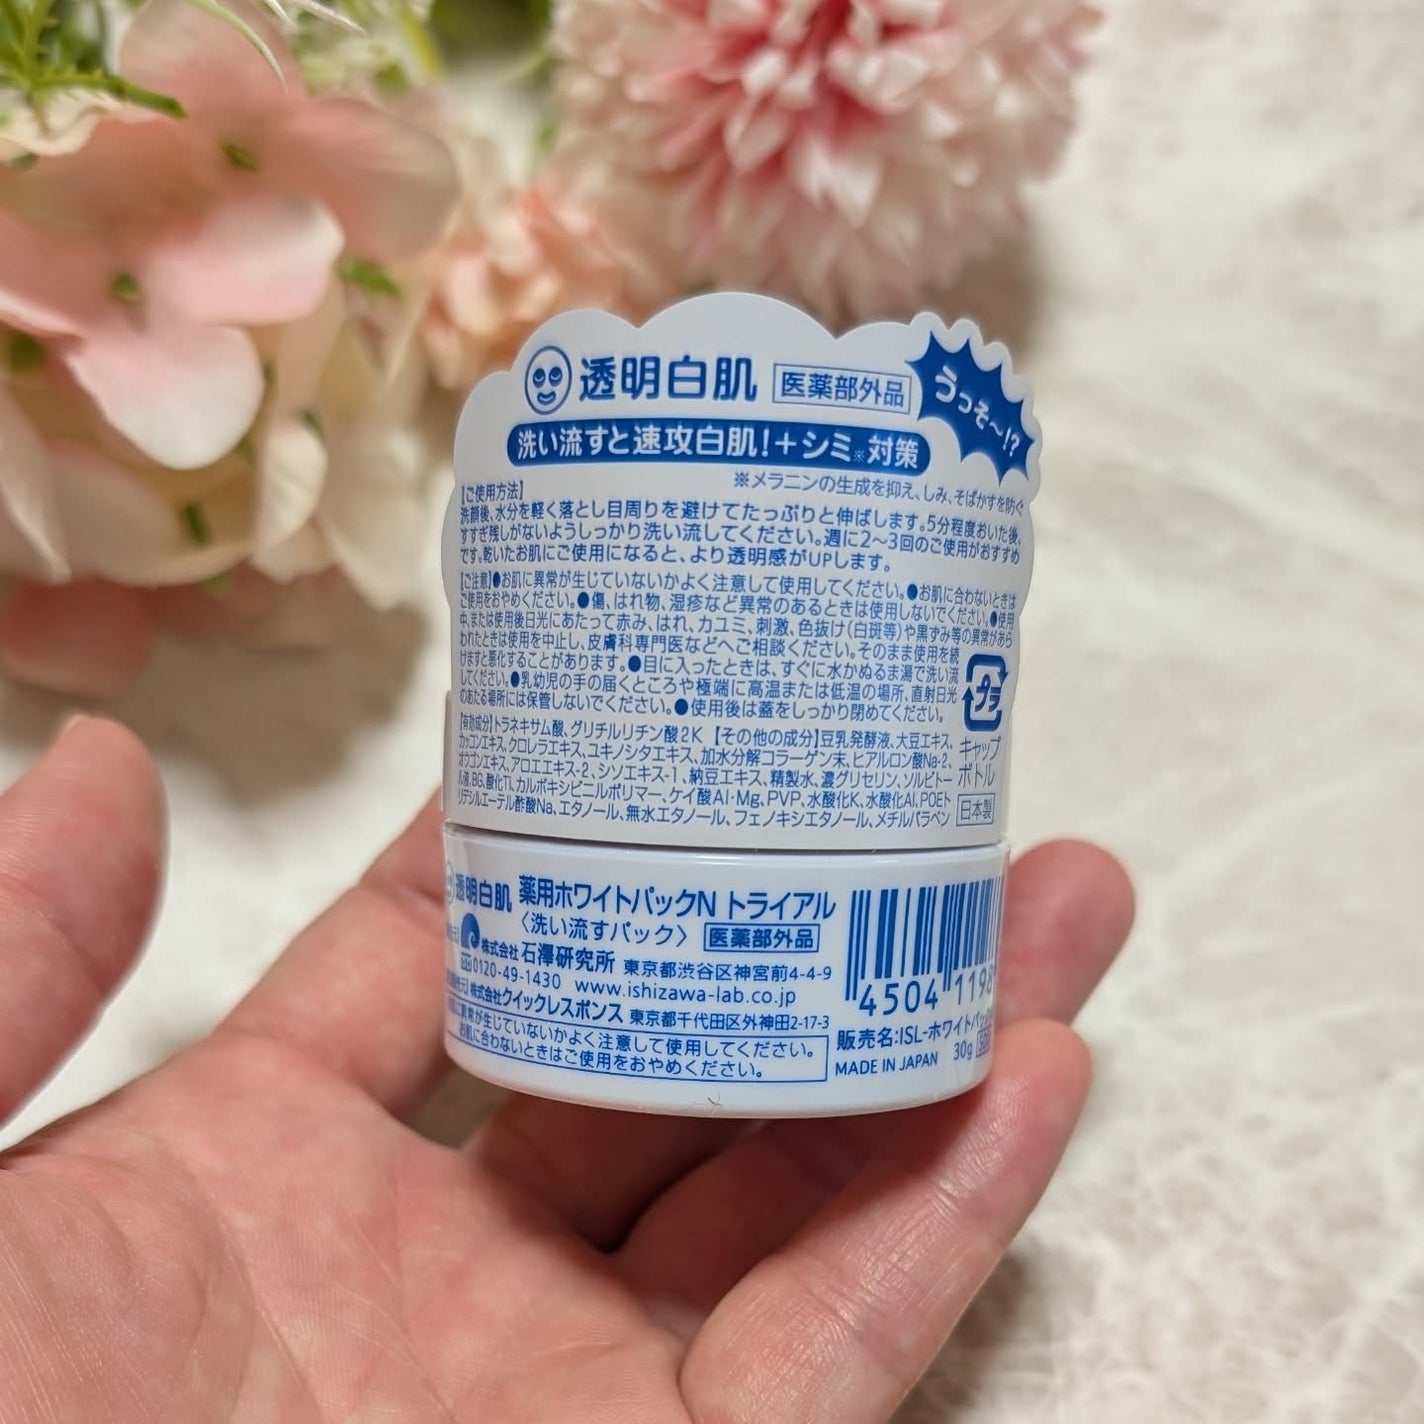 透明白肌 医薬部外品
うっそ〜!?
洗い流すと速攻白肌!+シミ※対策
※メラニンの生成を抑え、しみ、そばかすを防ぐ
【ご使用方法】
洗顔後、水分を軽く落とし目周りを避けてたっぷりと伸ばします。5分程度おいた後、
すすぎ残しがないようしっかり洗い流してください。週に2〜3回のご使用がおすすめ
です。乾いたお肌にご使用になると、より透明感がUPします。
【ご注意】●お肌に異常が生じていないかよく注意して使用してください。●お肌に合わないときは
ご使用をおやめください。●傷、はれ物、湿疹など異常のあるときは使用しないでください。●使用
中、または使用後日光にあたって赤み、はれ、カユミ、刺激、色抜け(白斑等)や黒ずみ等の異常があら
われたときは使用を中止し、皮膚科専門医などへご相談ください。そのまま使用を続
けますと悪化することがあります。●目に入ったときは、すぐに水かぬるま湯で洗い流
してください。●乳幼児の手の届くところや極端に高温または低温の場所、直射日光
のあたる場所には保管しないでください。●使用後は蓋をしっかり閉めてください。
プラ
キャップ
ボトル
【有効成分】トラネキサム酸、グリチルリチン酸2K【その他の成分】豆乳発酵液、大豆エキス、
カッコンエキス、クロレラエキス、ユキノシタエキス、加水分解コラーゲン末、ヒアルロン酸Na-2、
オウゴンエキス、アロエエキス-2、シソエキス-1、納豆エキス、精製水、濃グリセリン、ソルビトー
ル液、BG、酸化Ti、カルボキシビニルポリマー、ケイ酸Al・Mg、PVP、水酸化K、水酸化Al、POEト
リデシルエーテル酢酸Na、エタノール、無水エタノール、フェノキシエタノール、メチルパラベン
日本製
透明白肌 薬用ホワイトパックN トライアル
〈洗い流すパック〉 医薬部外品
株式会社 石澤研究所 東京都渋谷区神宮前4-4-9
0120-49-1430 www.ishizawa-lab.co.jp
株式会社クイックレスポンス 東京都千代田区外神田2-17-3
異常が生じていないかよく注意して使用してください。
お肌に合わないときはご使用をおやめください。
4504 1198
販売名:ISL-ホワイトパック
MADE IN JAPAN 30g